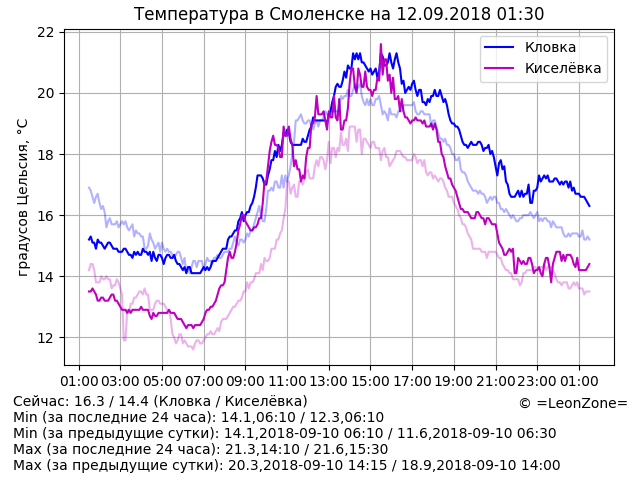 Температура в Смоленске на 12.09.2018 01:30
градусов Цельсия, °C
22
20
18
16
14
12
Кловка
Киселёвка
01:00 03:00 05:00 07:00 09:00 11:00 13:00 15:00 17:00 19:00 21:00 23:00 01:00
Сейчас: 16.3 / 14.4 (Кловка / Киселёвка)
© =LeonZone=
Min (за последние 24 часа): 14.1,06:10 / 12.3,06:10
Min (за предыдущие сутки): 14.1,2018-09-10 06:10 / 11.6,2018-09-10 06:30
Max (за последние 24 часа): 21.3,14:10 / 21.6,15:30
Max (за предыдущие сутки): 20.3,2018-09-10 14:15 / 18.9,2018-09-10 14:00